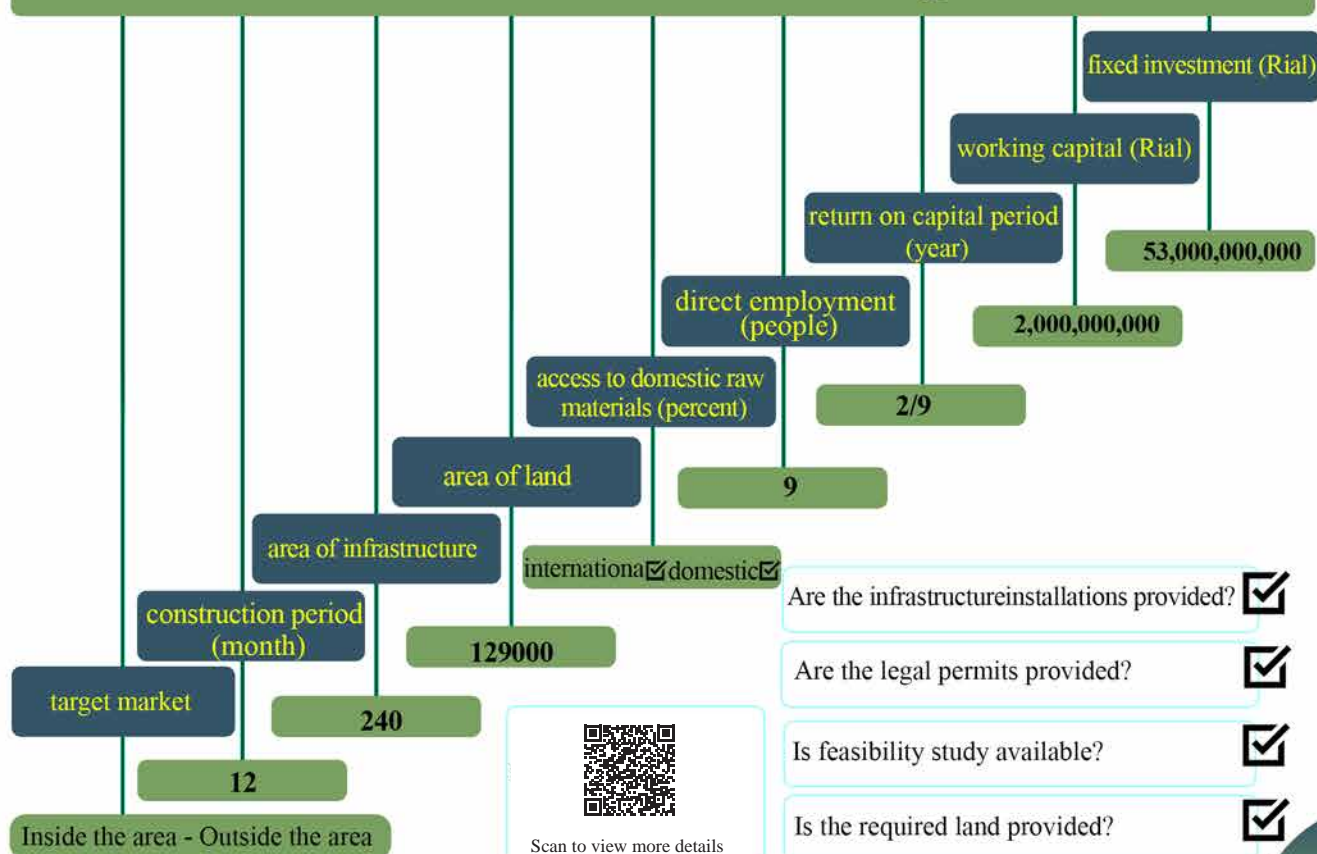 fixed investment (Rial)
53,000,000,000
working capital (Rial)
2,000,000,000
return on capital period
(year)
2/9
direct employment
(people)
9
access to domestic raw
materials (percent)
internationa☑domestic☑
area of land
129000
area of infrastructure
240
construction period
(month)
12
target market
Inside the area - Outside the area
Scan to view more details
Are the infrastructureinstallations provided? ☑
Are the legal permits provided? ☑
Is feasibility study available? ☑
Is the required land provided? ☑